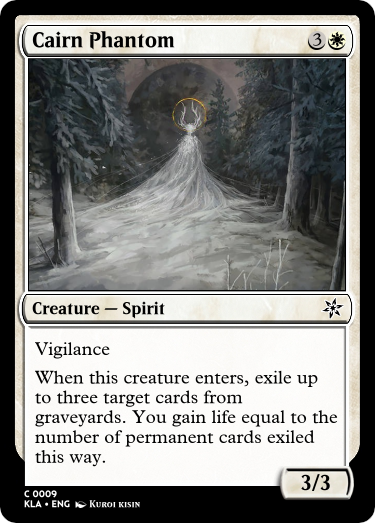 Cairn Phantom 3
Creature — Spirit
Vigilance
When this creature enters, exile up
to three target cards from
graveyards. You gain life equal to the
number of permanent cards exiled
this way.
3/3
C 0009
KLA • ENG Kuroi kisin